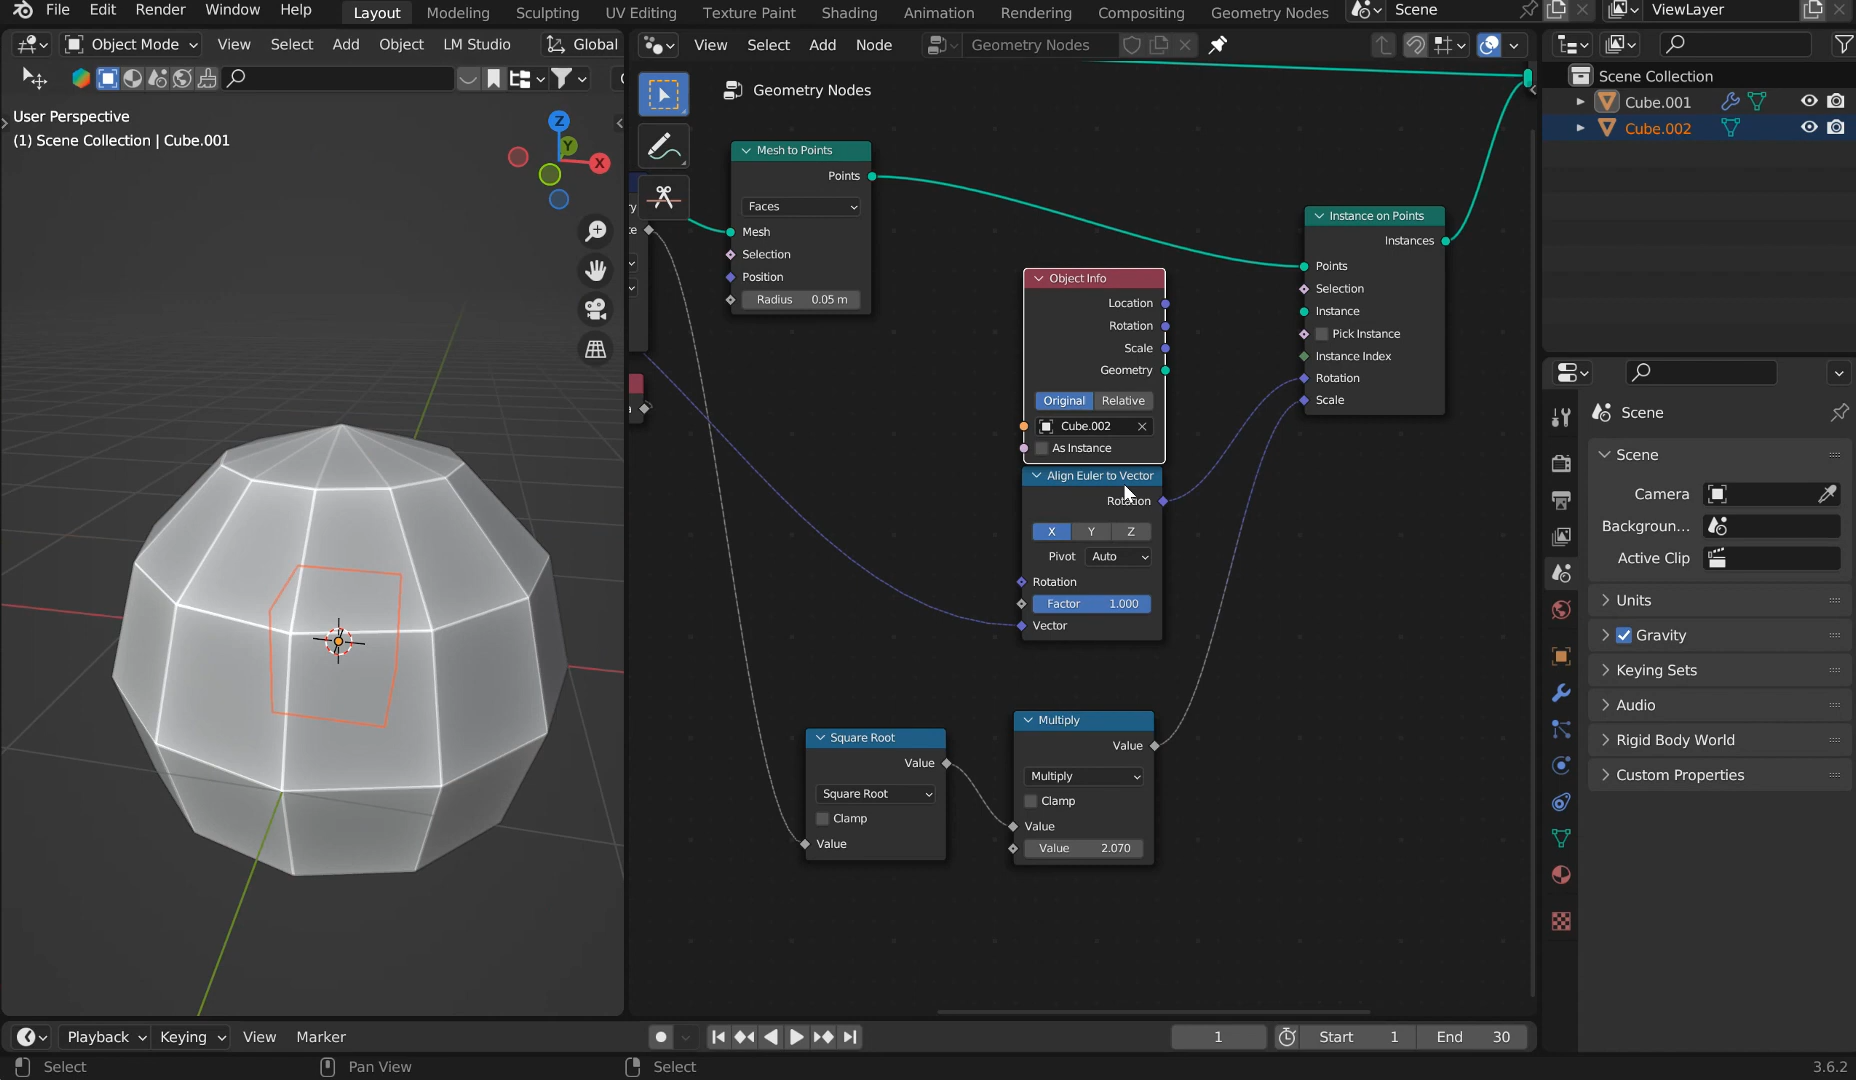 File Edit Render Window Help Layout Modeling Sculpting UV Editing Texture Paint Shading Animation Rendering Compositing Geometry Nodes Scene ViewLayer
Object Mode View Select Add Object LM Studio Global
View Select Add Node Geometry Nodes
User Perspective
(1) Scene Collection | Cube.001
Z
Y
X
Geometry Nodes
Mesh to Points
Points
Faces
Mesh
Selection
Position
Radius 0.05 m
Object Info
Location
Rotation
Scale
Geometry
Original Relative
Cube.002
As Instance
Align Euler to Vector
Rotation
X Y Z
Pivot Auto
Rotation
Factor 1.000
Vector
Instance on Points
Instances
Points
Selection
Instance
Pick Instance
Instance Index
Rotation
Scale
Square Root
Value
Square Root
Clamp
Value
Multiply
Value
Multiply
Clamp
Value
Value 2.070
Scene Collection
Cube.001
Cube.002
Scene
Scene
Camera
Backgroun...
Active Clip
Units
Gravity
Keying Sets
Audio
Rigid Body World
Custom Properties
Playback Keying View Marker 1 Start 1 End 30
Select Pan View Select 3.6.2